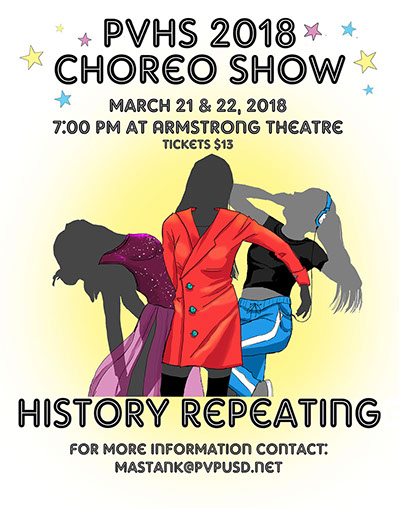 PVHS 2018
CHOREO SHOW
MARCH 21 & 22, 2018
7:00 PM AT ARMSTRONG THEATRE
TICKETS $13
HISTORY REPEATING
FOR MORE INFORMATION CONTACT:
MASTANK@PVPUSD.NET